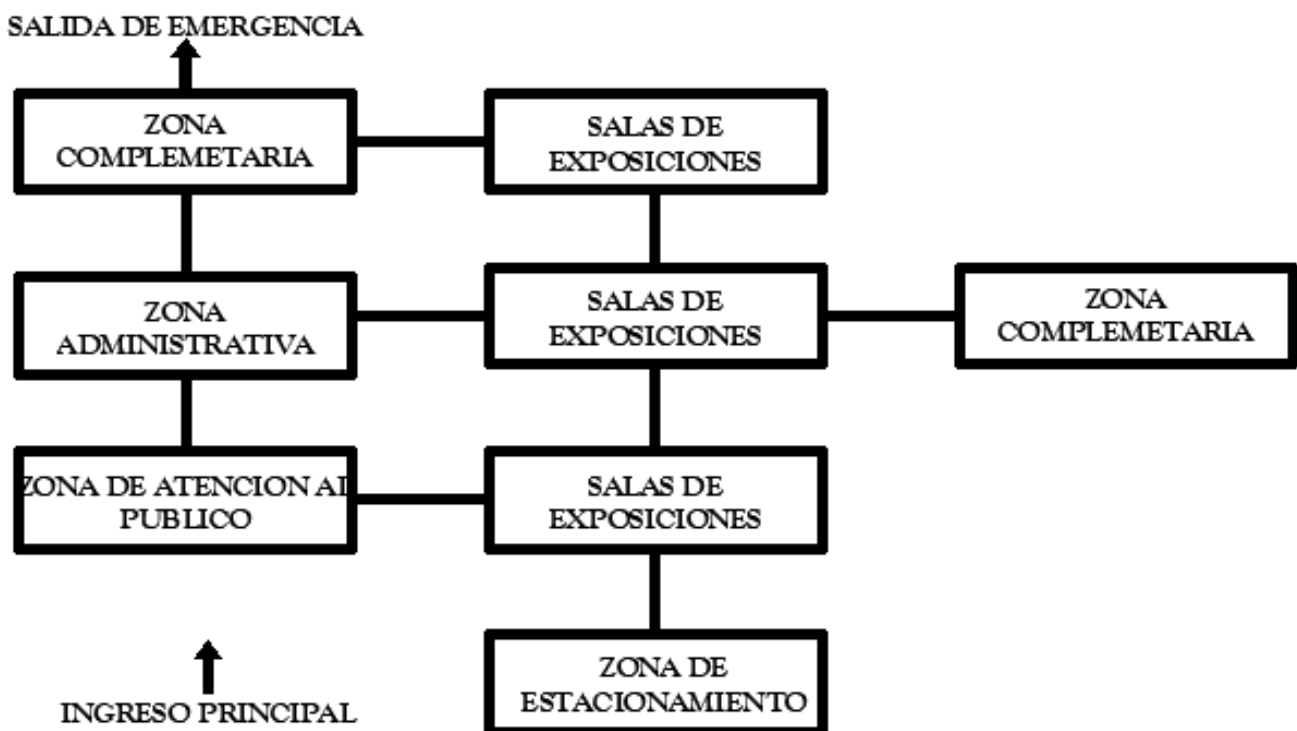 SALIDA DE EMERGENCIA
ZONA
COMPLEMETARIA
SALAS DE
EXPOSICIONES
ZONA
ADMINISTRATIVA
SALAS DE
EXPOSICIONES
ZONA
COMPLEMETARIA
ZONA DE ATENCION AL
PUBLICO
SALAS DE
EXPOSICIONES
INGRESO PRINCIPAL
ZONA DE
ESTACIONAMIENTO